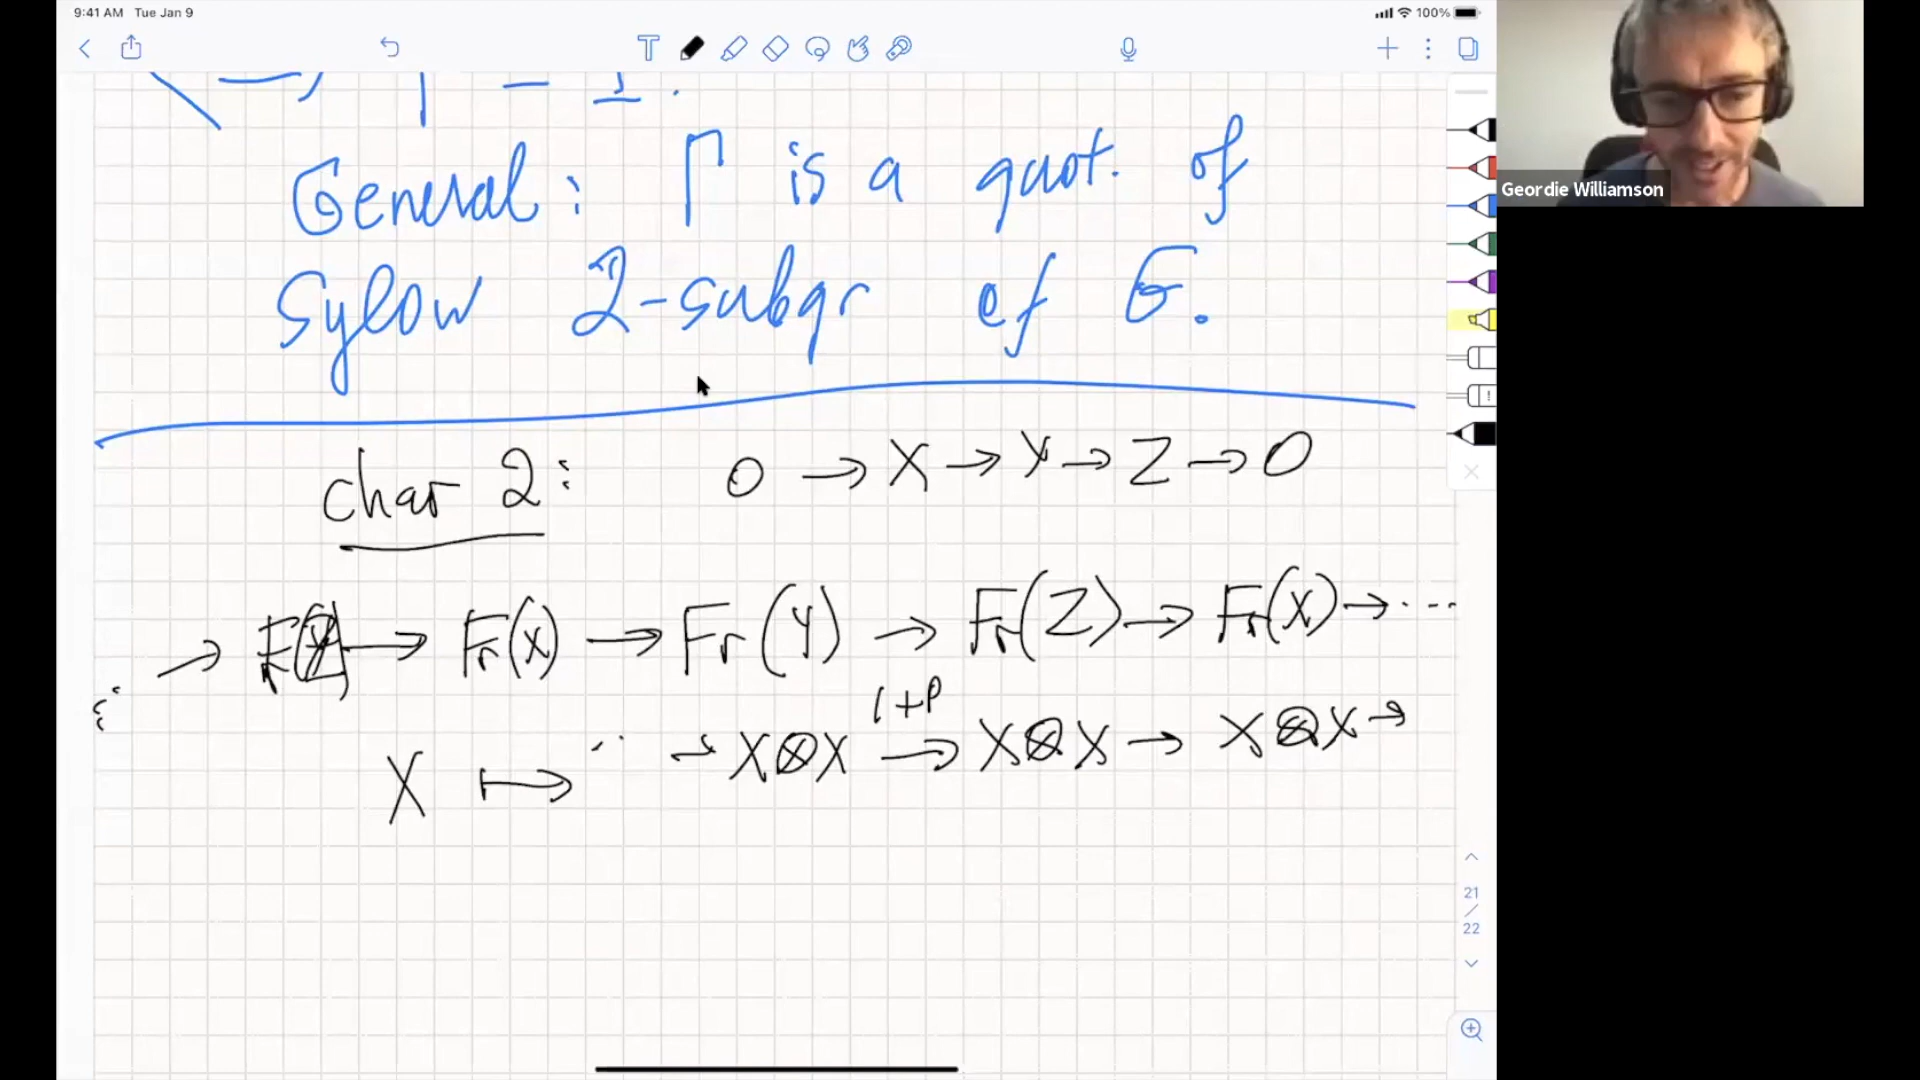 9:41 AM Tue Jan 9
100%
General: Γ is a quot. of
Sylow 2-subgr of G.
char 2: 0 → X → Y → Z → 0
→ Fr(Z) → Fr(X) → Fr(Y) → Fr(Z) → Fr(X) → ...
1+P
X ↦ ... → X⊗X → X⊗X → X⊗X →
Geordie Williamson
21
/
22